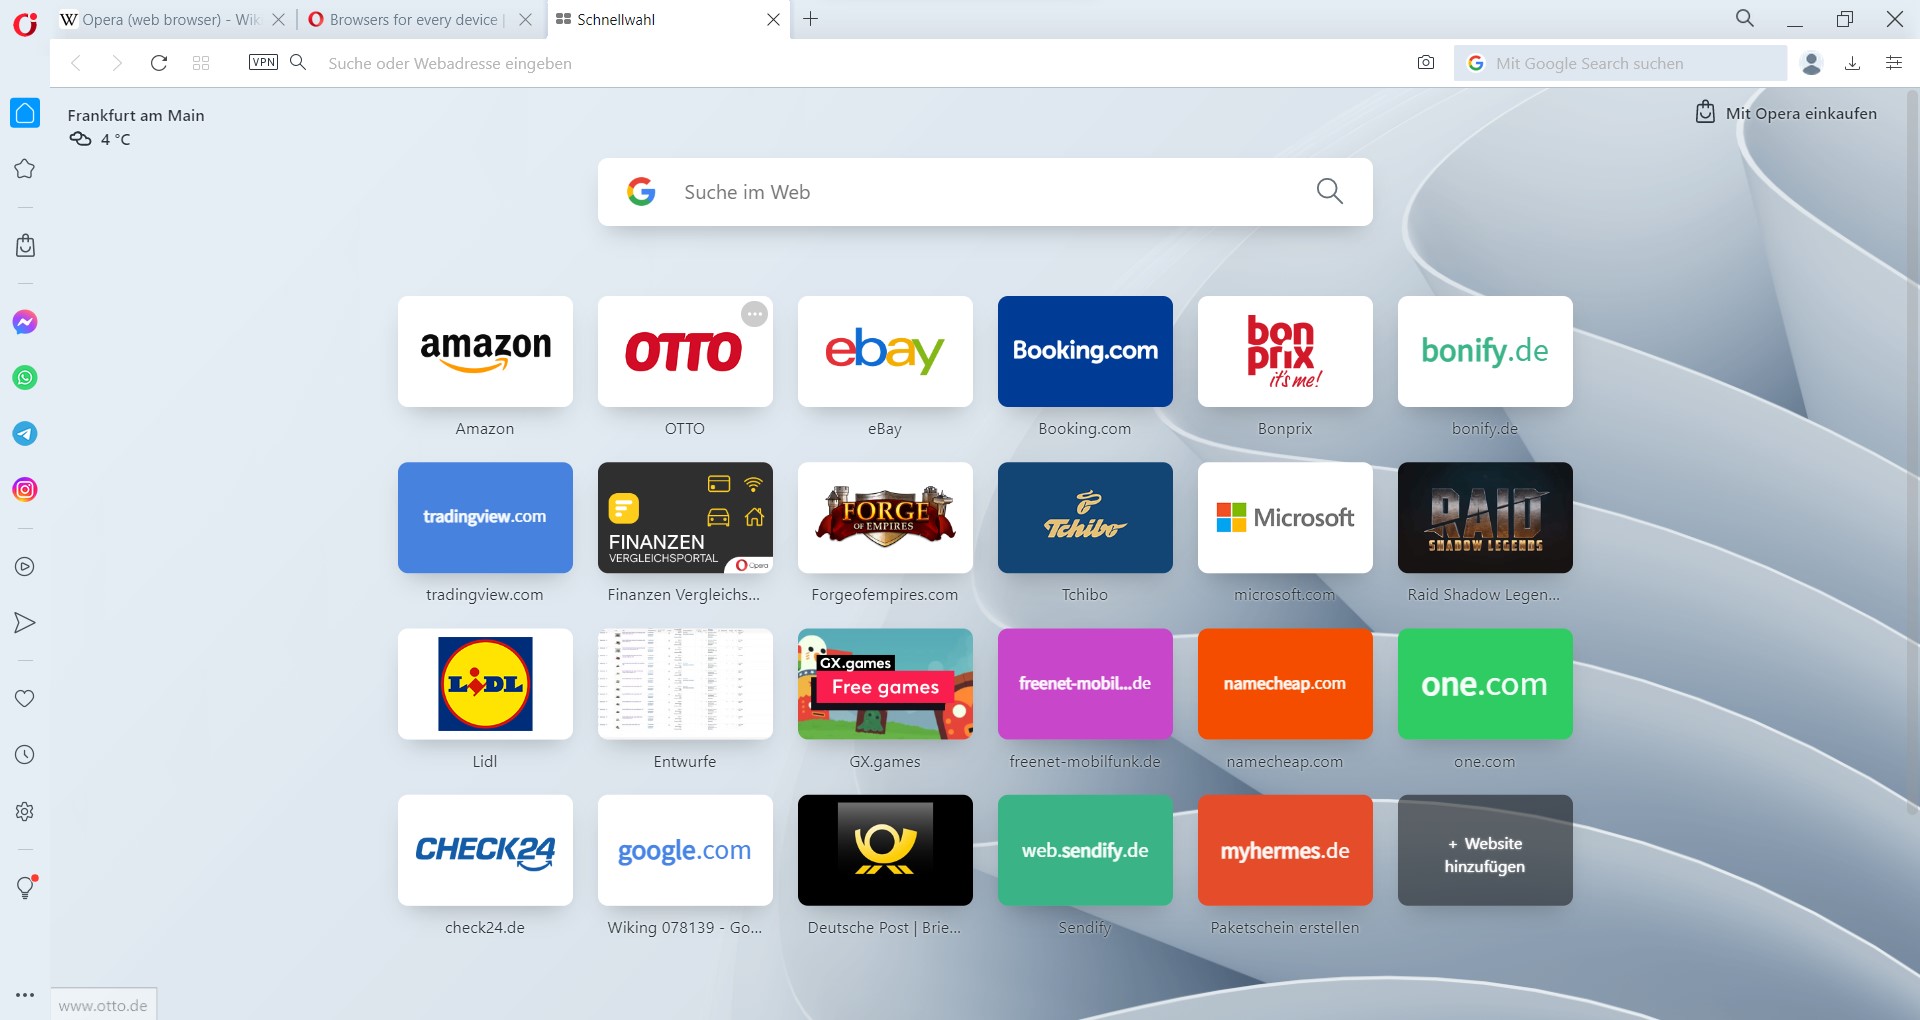 Opera (web browser) - Wik
Browsers for every device |
Schnellwahl
VPN
Suche oder Webadresse eingeben
Mit Google Search suchen
Frankfurt am Main
4 °C
Mit Opera einkaufen
Suche im Web
amazon
OTTO
ebay
Booking.com
bon prix it's me!
bonify.de
Amazon
OTTO
eBay
Booking.com
Bonprix
bonify.de
tradingview.com
FINANZEN
VERGLEICHSPORTAL
Opera
FORGE
OF EMPIRES
Tchibo
Microsoft
RAID
SHADOW LEGENDS
tradingview.com
Finanzen Vergleichs...
Forgeofempires.com
Tchibo
microsoft.com
Raid Shadow Legen...
LIDL
GX.games
Free games
freenet-mobil...de
namecheap.com
one.com
Lidl
Entwurfe
GX.games
freenet-mobilfunk.de
namecheap.com
one.com
CHECK24
google.com
web.sendify.de
myhermes.de
+ Website
hinzufügen
check24.de
Wiking 078139 - Go...
Deutsche Post | Brie...
Sendify
Paketschein erstellen
www.otto.de